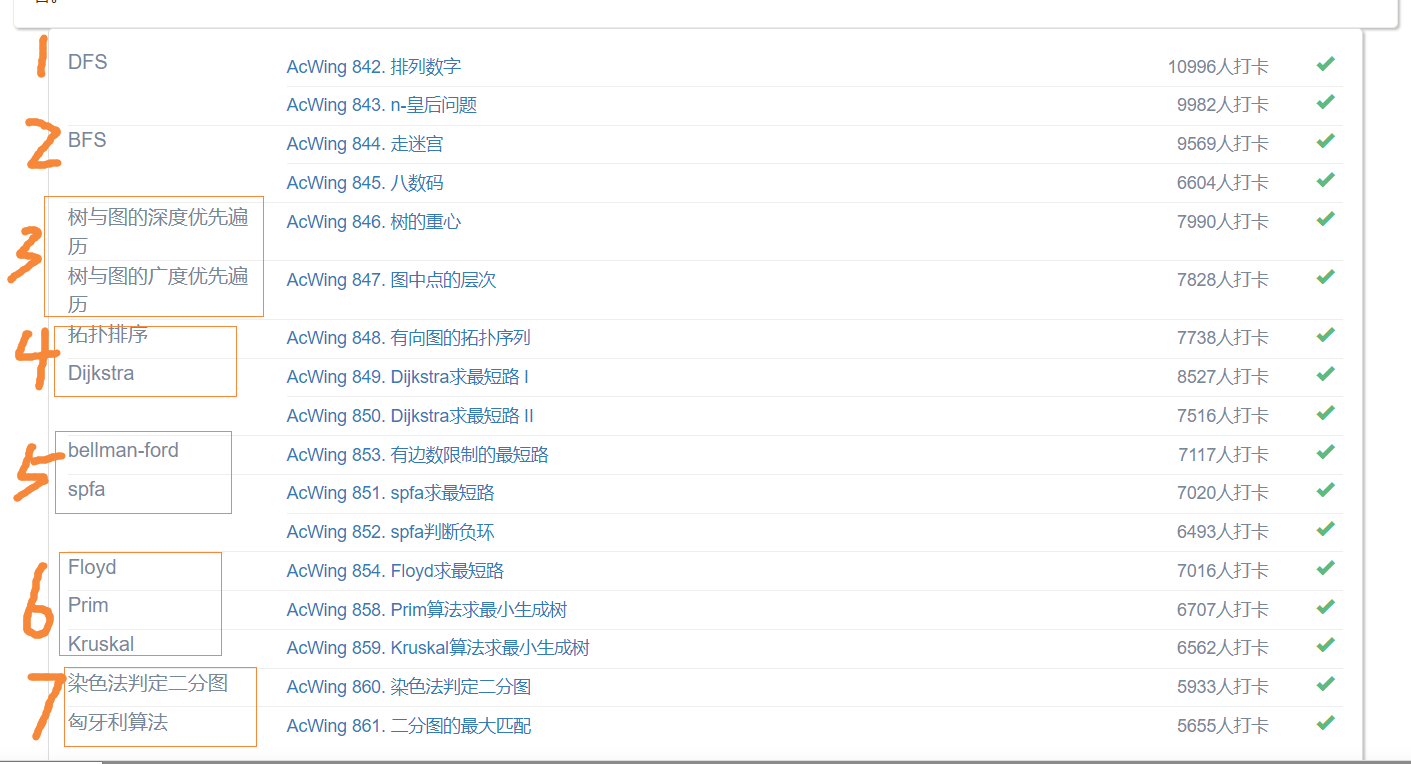 1 DFS AcWing 842. 排列数字 10996人打卡
AcWing 843. n-皇后问题 9982人打卡
2 BFS AcWing 844. 走迷宫 9569人打卡
AcWing 845. 八数码 6604人打卡
3 树与图的深度优先遍 AcWing 846. 树的重心 7990人打卡
历
树与图的广度优先遍 AcWing 847. 图中点的层次 7828人打卡
历
4 拓扑排序 AcWing 848. 有向图的拓扑序列 7738人打卡
Dijkstra AcWing 849. Dijkstra求最短路 I 8527人打卡
AcWing 850. Dijkstra求最短路 II 7516人打卡
5 bellman-ford AcWing 853. 有边数限制的最短路 7117人打卡
spfa AcWing 851. spfa求最短路 7020人打卡
AcWing 852. spfa判断负环 6493人打卡
6 Floyd AcWing 854. Floyd求最短路 7016人打卡
Prim AcWing 858. Prim算法求最小生成树 6707人打卡
Kruskal AcWing 859. Kruskal算法求最小生成树 6562人打卡
7 染色法判定二分图 AcWing 860. 染色法判定二分图 5933人打卡
匈牙利算法 AcWing 861. 二分图的最大匹配 5655人打卡